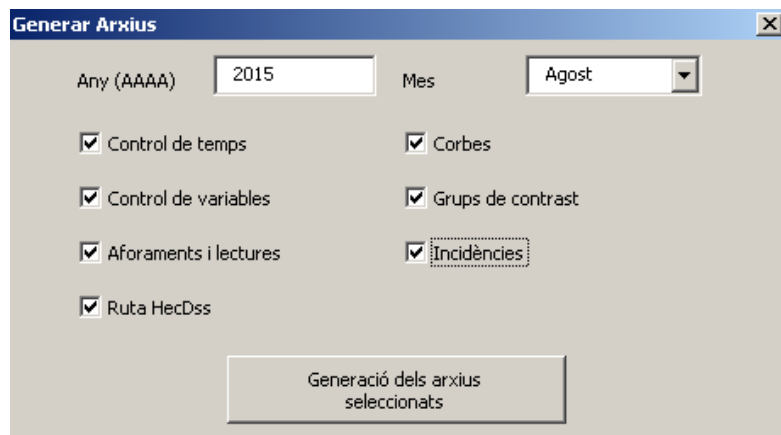 Generar Arxius
Any (AAAA) 2015 Mes Agost
Control de temps Corbes
Control de variables Grups de contrast
Aforaments i lectures Incidències
Ruta HecDss
Generació dels arxius
seleccionats